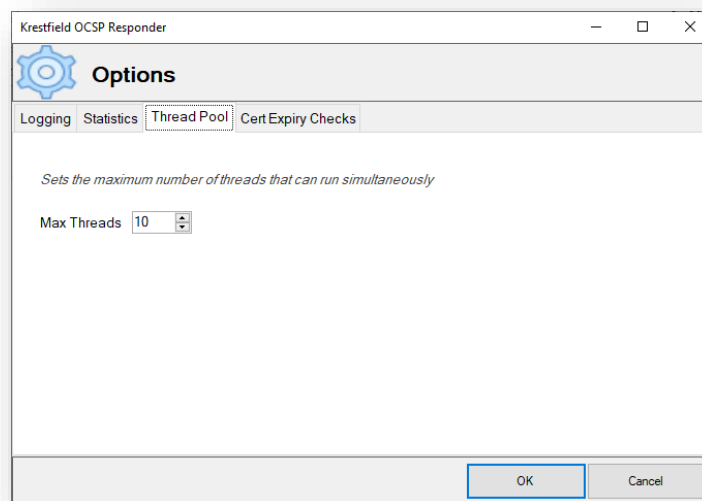 Krestfield OCSP Responder
Options
Logging Statistics Thread Pool Cert Expiry Checks
Sets the maximum number of threads that can run simultaneously
Max Threads 10
OK Cancel